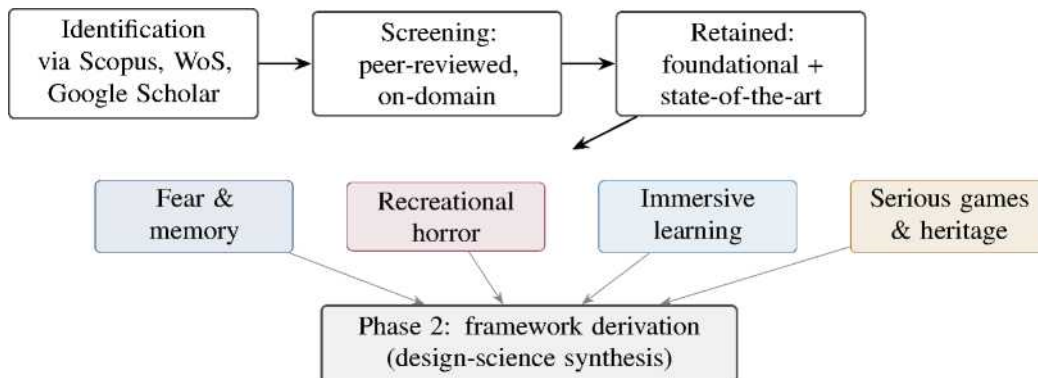 Identification
via Scopus, WoS,
Google Scholar
Screening:
peer-reviewed,
on-domain
Retained:
foundational +
state-of-the-art
Fear &
memory
Recreational
horror
Immersive
learning
Serious games
& heritage
Phase 2: framework derivation
(design-science synthesis)